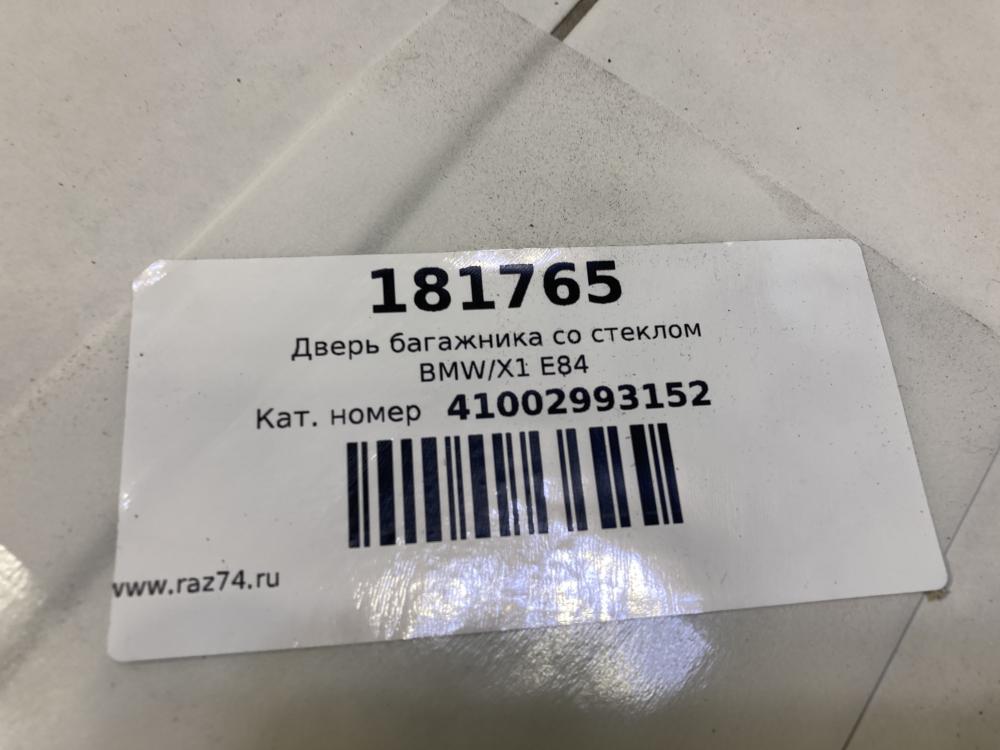 181765
Дверь багажника со стеклом
BMW/X1 E84
Кат. номер 41002993152
www.raz74.ru